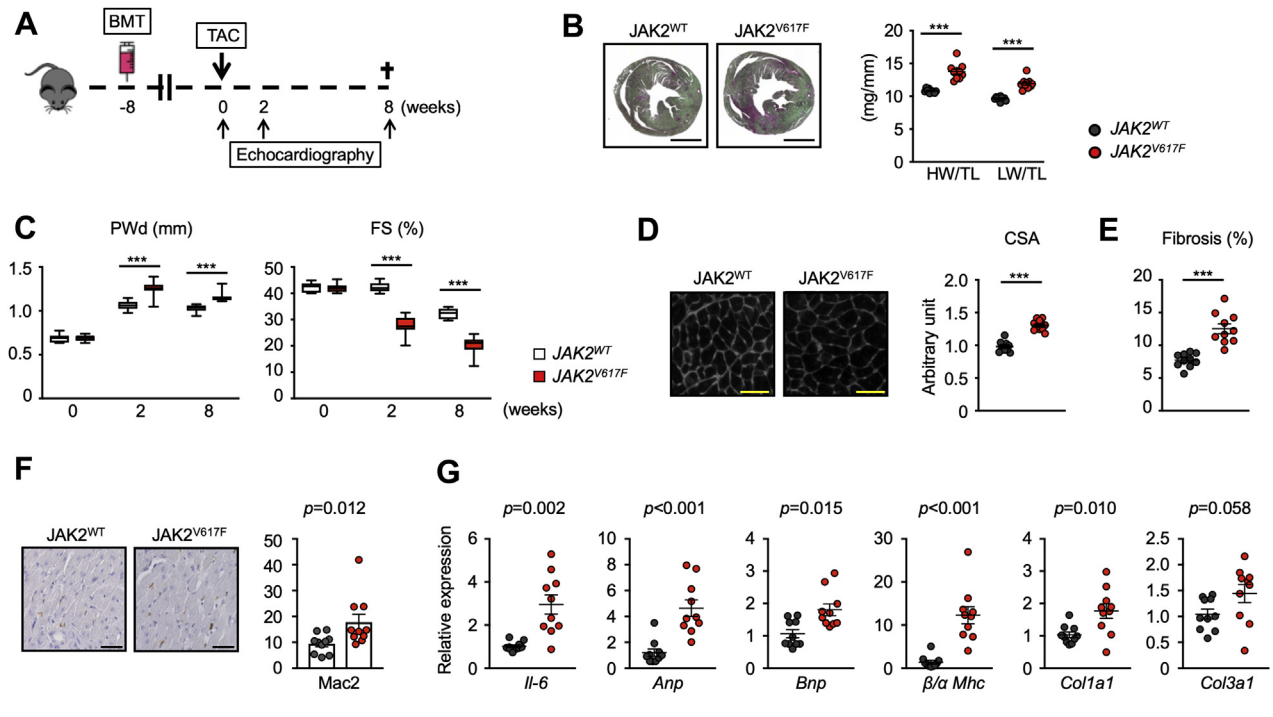 A
BMT
TAC
-8
0
2
8
(weeks)
Echocardiography
B
JAK2WT
JAK2V617F
(mg/mm)
20
15
10
5
0
***
***
HW/TL
LW/TL
JAK2WT
JAK2V617F
C
PWd (mm)
1.5
1.0
0.5
0
***
***
0
2
8
FS (%)
50
40
30
20
10
0
***
***
0
2
8
(weeks)
JAK2WT
JAK2V617F
D
JAK2WT
JAK2V617F
CSA
Arbitrary unit
2.0
1.5
1.0
0.5
0
***
E
Fibrosis (%)
20
15
10
5
0
***
F
JAK2WT
JAK2V617F
p=0.012
50
40
30
20
10
0
Mac2
G
Relative expression
p=0.002
6
4
2
0
Il-6
p<0.001
10
8
6
4
2
0
Anp
p=0.015
4
3
2
1
0
Bnp
p<0.001
30
20
10
0
β/α Mhc
p=0.010
4
3
2
1
0
Col1a1
p=0.058
2.5
2.0
1.5
1.0
0.5
0
Col3a1